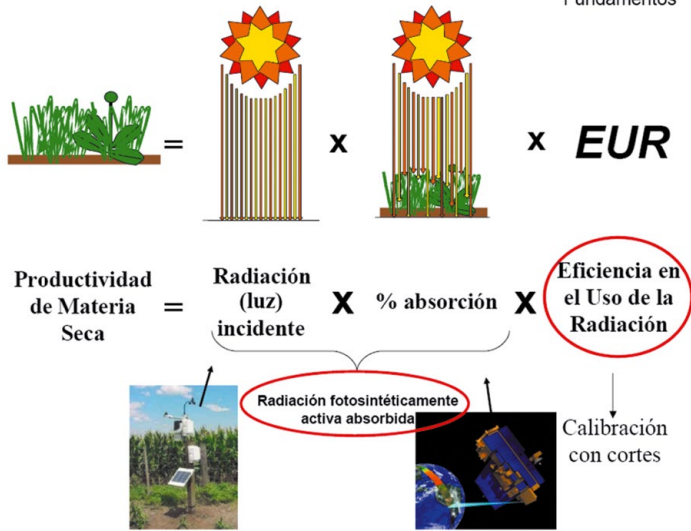 Fundamentos
=
x
x
EUR
Productividad
de Materia
Seca
=
Radiación
(luz)
incidente
X
% absorción
X
Eficiencia en
el Uso de la
Radiación
Radiación fotosintéticamente
activa absorbida
Calibración
con cortes